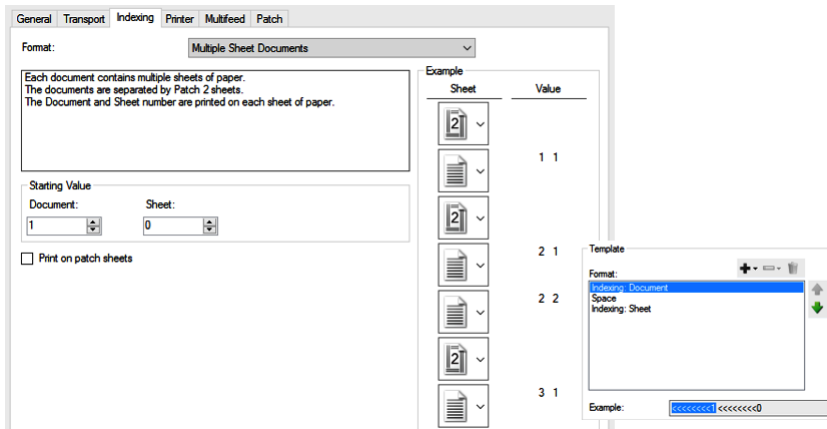 General Transport Indexing Printer Multifeed Patch
Format: Multiple Sheet Documents
Each document contains multiple sheets of paper.
The documents are separated by Patch 2 sheets.
The Document and Sheet number are printed on each sheet of paper.
Starting Value
Document: Sheet:
1 0
Print on patch sheets
Example
Sheet Value
2
1 1
2
2 1
2 2
2
3 1
Template
Format:
Indexing: Document
Space
Indexing: Sheet
Example: <<<<<<<<1 <<<<<<<<0